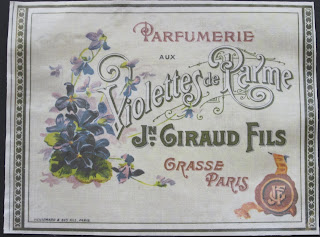 PARFUMERIE
AUX
Violettes de Parme
JN. GIRAUD FILS
GRASSE
PARIS